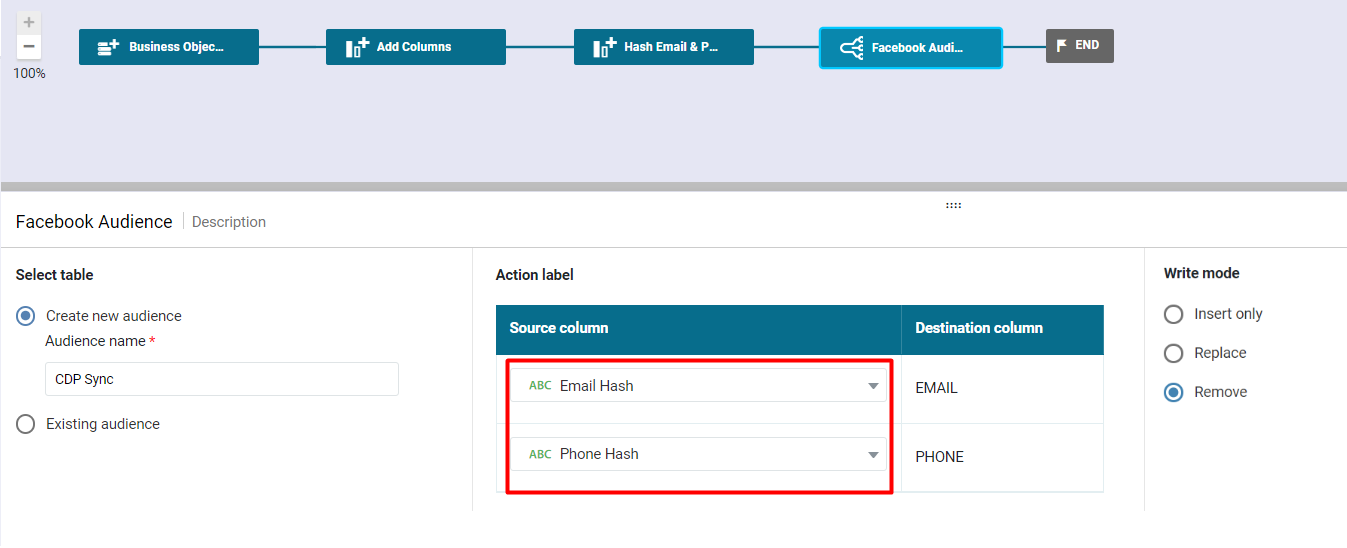 +
−
100%
Business Objec...
Add Columns
Hash Email & P...
Facebook Audi...
END
Facebook Audience
Description
Select table
Create new audience
Audience name *
CDP Sync
Existing audience
Action label
Source column
Destination column
ABC Email Hash
EMAIL
ABC Phone Hash
PHONE
Write mode
Insert only
Replace
Remove